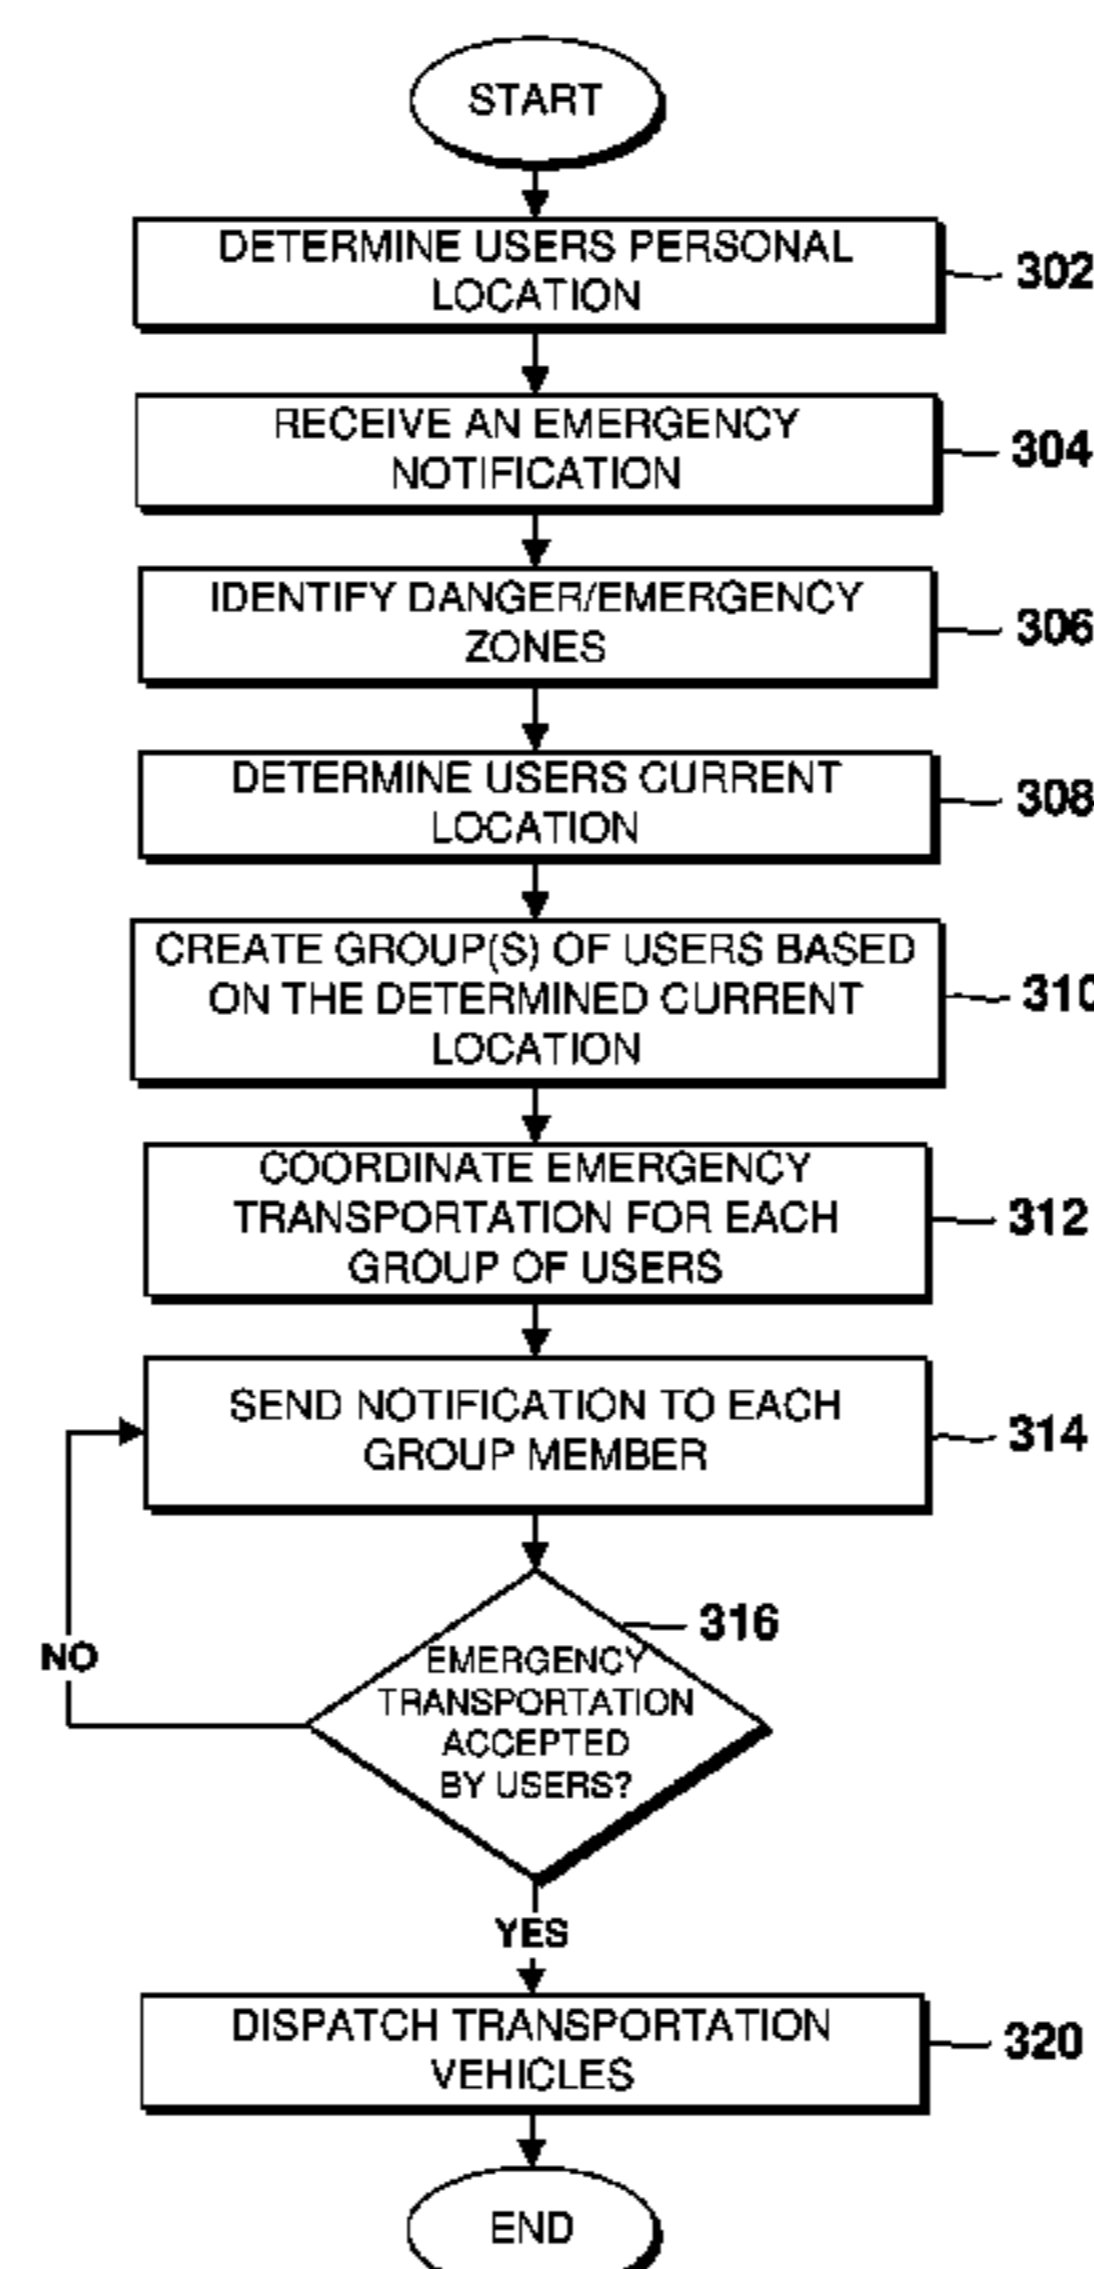 START
DETERMINE USERS PERSONAL
LOCATION
302
RECEIVE AN EMERGENCY
NOTIFICATION
304
IDENTIFY DANGER/EMERGENCY
ZONES
306
DETERMINE USERS CURRENT
LOCATION
308
CREATE GROUP(S) OF USERS BASED
ON THE DETERMINED CURRENT
LOCATION
310
COORDINATE EMERGENCY
TRANSPORTATION FOR EACH
GROUP OF USERS
312
SEND NOTIFICATION TO EACH
GROUP MEMBER
314
316
NO
EMERGENCY
TRANSPORTATION
ACCEPTED
BY USERS?
YES
DISPATCH TRANSPORTATION
VEHICLES
320
END